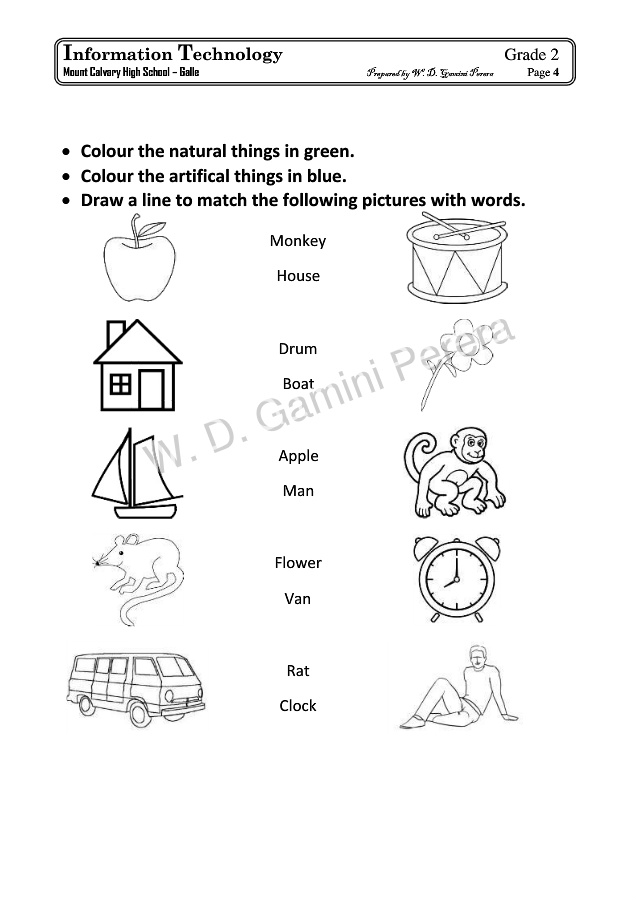 Information Technology Grade 2
Mount Calvary High School – Galle Prepared by W. D. Gamini Perera Page 4
• Colour the natural things in green.
• Colour the artifical things in blue.
• Draw a line to match the following pictures with words.
Monkey
House
Drum
Boat
Apple
Man
Flower
Van
Rat
Clock
W. D. Gamini Perera